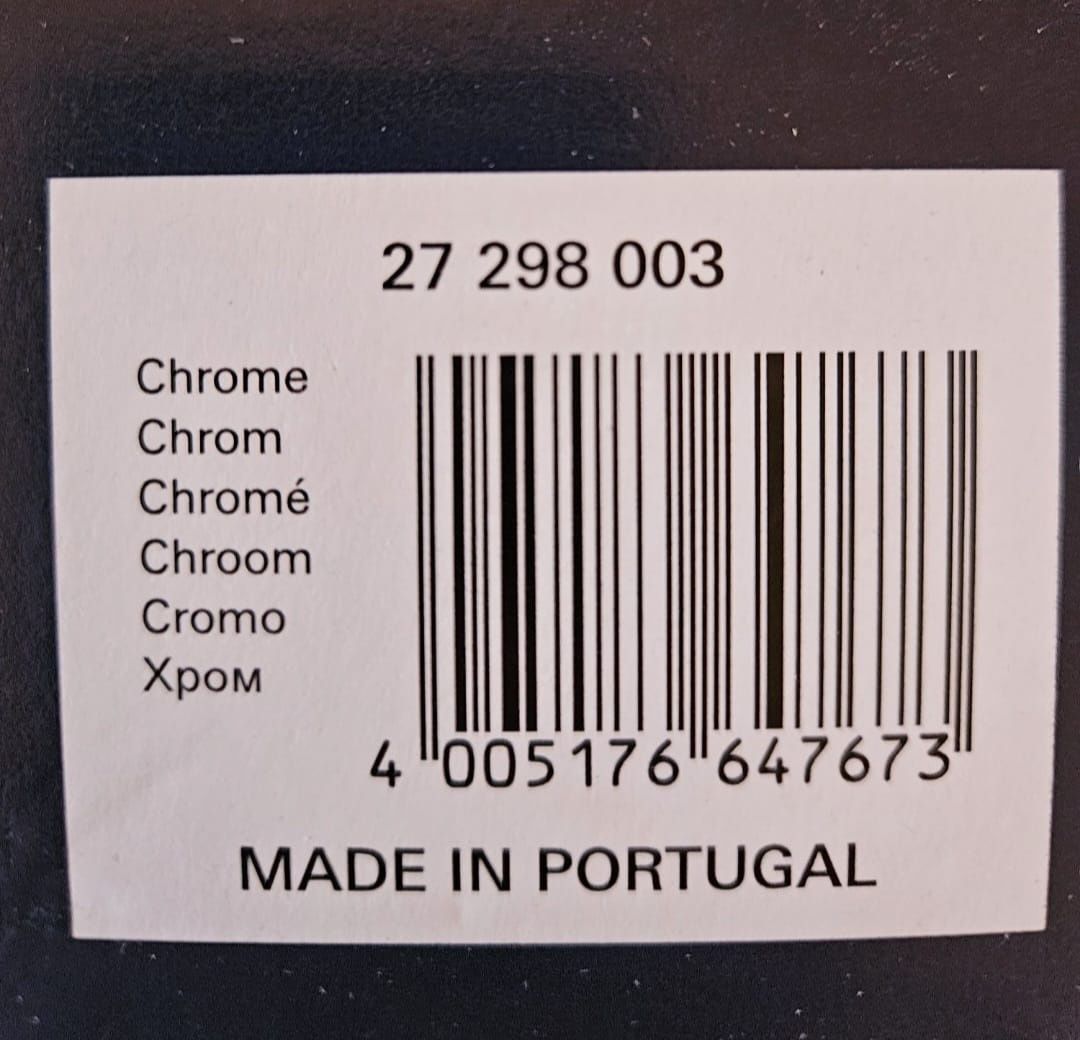 27 298 003
Chrome
Chrom
Chromé
Chroom
Cromo
Хром
4 005176 647673
MADE IN PORTUGAL